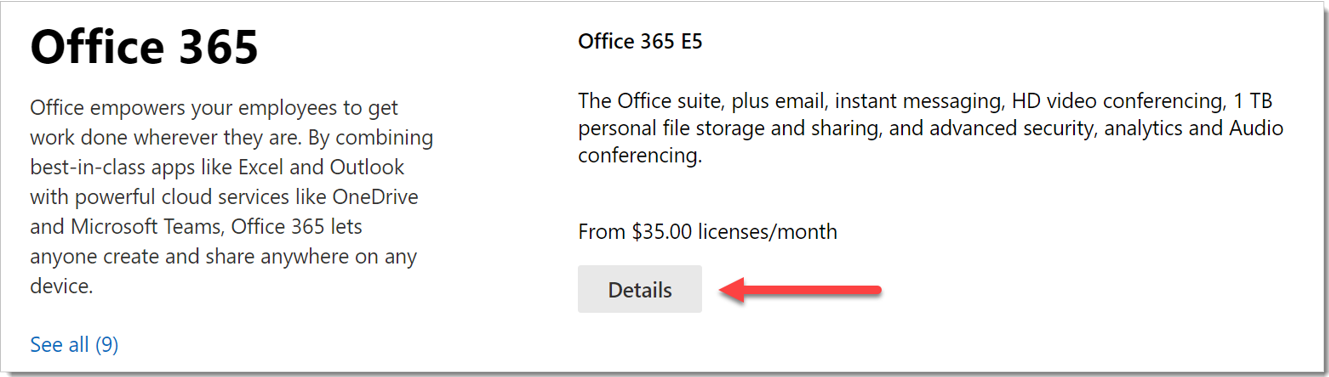 Office 365
Office empowers your employees to get
work done wherever they are. By combining
best-in-class apps like Excel and Outlook
with powerful cloud services like OneDrive
and Microsoft Teams, Office 365 lets
anyone create and share anywhere on any
device.
See all (9)
Office 365 E5
The Office suite, plus email, instant messaging, HD video conferencing, 1 TB
personal file storage and sharing, and advanced security, analytics and Audio
conferencing.
From $35.00 licenses/month
Details